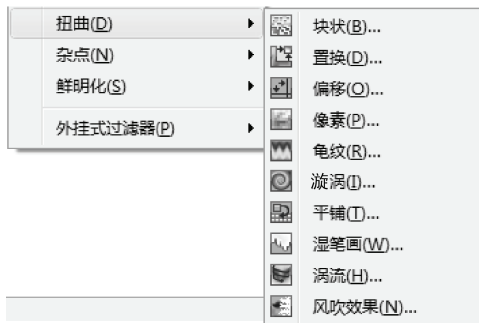 扭曲(D)
杂点(N)
鲜明化(S)
外挂式过滤器(P)
块状(B)...
置换(D)...
偏移(O)...
像素(P)...
龟纹(R)...
漩涡(I)...
平铺(T)...
湿笔画(W)...
涡流(H)...
风吹效果(N)...